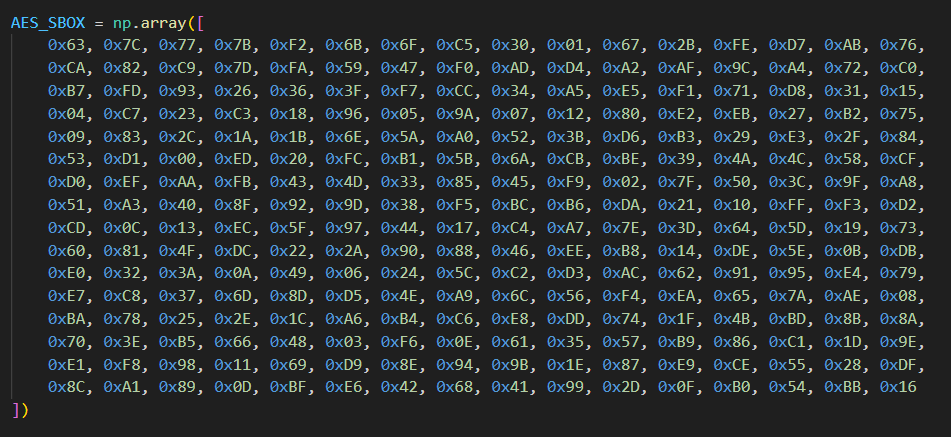 AES_SBOX = np.array([
0x63, 0x7C, 0x77, 0x7B, 0xF2, 0x6B, 0x6F, 0xC5, 0x30, 0x01, 0x67, 0x2B, 0xFE, 0xD7, 0xAB, 0x76,
0xCA, 0x82, 0xC9, 0x7D, 0xFA, 0x59, 0x47, 0xF0, 0xAD, 0xD4, 0xA2, 0xAF, 0x9C, 0xA4, 0x72, 0xC0,
0xB7, 0xFD, 0x93, 0x26, 0x36, 0x3F, 0xF7, 0xCC, 0x34, 0xA5, 0xE5, 0xF1, 0x71, 0xD8, 0x31, 0x15,
0x04, 0xC7, 0x23, 0xC3, 0x18, 0x96, 0x05, 0x9A, 0x07, 0x12, 0x80, 0xE2, 0xEB, 0x27, 0xB2, 0x75,
0x09, 0x83, 0x2C, 0x1A, 0x1B, 0x6E, 0x5A, 0xA0, 0x52, 0x3B, 0xD6, 0xB3, 0x29, 0xE3, 0x2F, 0x84,
0x53, 0xD1, 0x00, 0xED, 0x20, 0xFC, 0xB1, 0x5B, 0x6A, 0xCB, 0xBE, 0x39, 0x4A, 0x4C, 0x58, 0xCF,
0xD0, 0xEF, 0xAA, 0xFB, 0x43, 0x4D, 0x33, 0x85, 0x45, 0xF9, 0x02, 0x7F, 0x50, 0x3C, 0x9F, 0xA8,
0x51, 0xA3, 0x40, 0x8F, 0x92, 0x9D, 0x38, 0xF5, 0xBC, 0xB6, 0xDA, 0x21, 0x10, 0xFF, 0xF3, 0xD2,
0xCD, 0x0C, 0x13, 0xEC, 0x5F, 0x97, 0x44, 0x17, 0xC4, 0xA7, 0x7E, 0x3D, 0x64, 0x5D, 0x19, 0x73,
0x60, 0x81, 0x4F, 0xDC, 0x22, 0x2A, 0x90, 0x88, 0x46, 0xEE, 0xB8, 0x14, 0xDE, 0x5E, 0x0B, 0xDB,
0xE0, 0x32, 0x3A, 0x0A, 0x49, 0x06, 0x24, 0x5C, 0xC2, 0xD3, 0xAC, 0x62, 0x91, 0x95, 0xE4, 0x79,
0xE7, 0xC8, 0x37, 0x6D, 0x8D, 0xD5, 0x4E, 0xA9, 0x6C, 0x56, 0xF4, 0xEA, 0x65, 0x7A, 0xAE, 0x08,
0xBA, 0x78, 0x25, 0x2E, 0x1C, 0xA6, 0xB4, 0xC6, 0xE8, 0xDD, 0x74, 0x1F, 0x4B, 0xBD, 0x8B, 0x8A,
0x70, 0x3E, 0xB5, 0x66, 0x48, 0x03, 0xF6, 0x0E, 0x61, 0x35, 0x57, 0xB9, 0x86, 0xC1, 0x1D, 0x9E,
0xE1, 0xF8, 0x98, 0x11, 0x69, 0xD9, 0x8E, 0x94, 0x9B, 0x1E, 0x87, 0xE9, 0xCE, 0x55, 0x28, 0xDF,
0x8C, 0xA1, 0x89, 0x0D, 0xBF, 0xE6, 0x42, 0x68, 0x41, 0x99, 0x2D, 0x0F, 0xB0, 0x54, 0xBB, 0x16
])